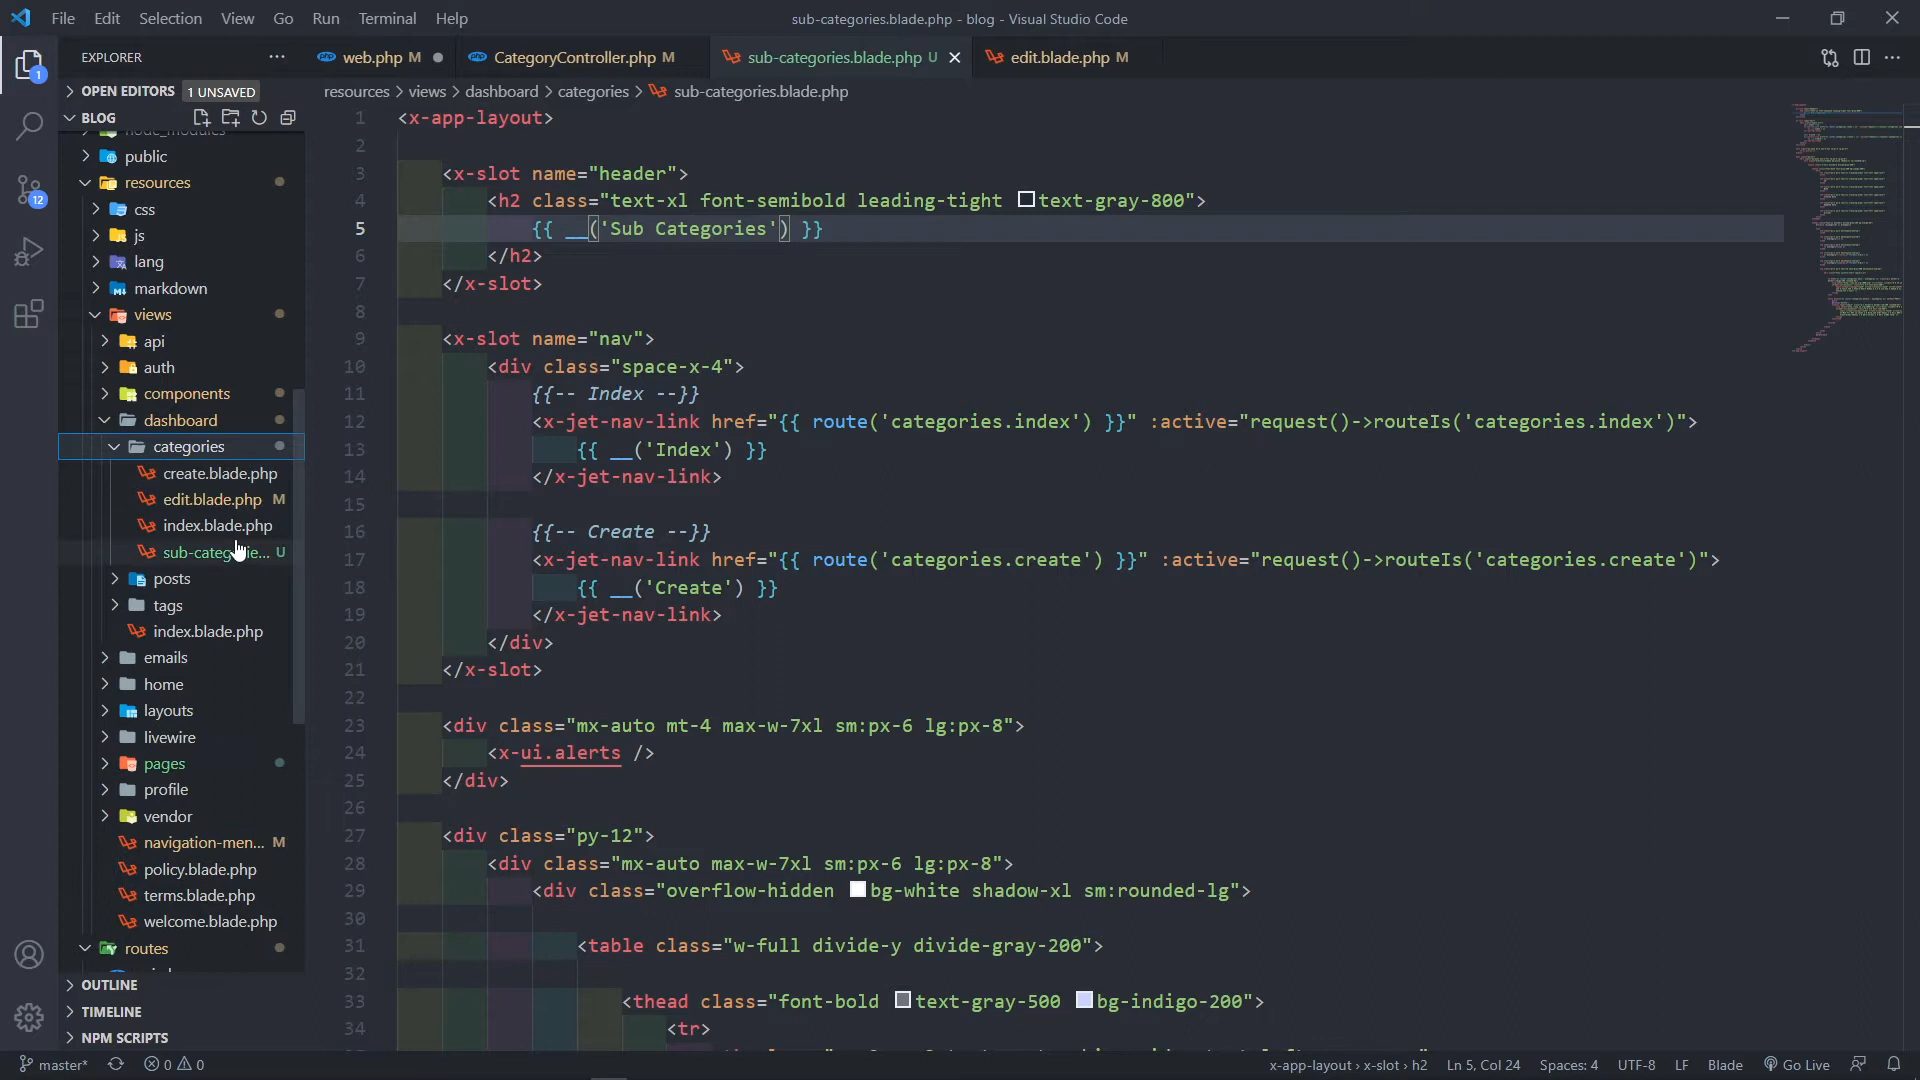 File Edit Selection View Go Run Terminal Help
sub-categories.blade.php - blog - Visual Studio Code
EXPLORER
web.php M
CategoryController.php M
sub-categories.blade.php U
edit.blade.php M
OPEN EDITORS 1 UNSAVED
BLOG
node_modules
public
resources
css
js
lang
markdown
views
api
auth
components
dashboard
categories
create.blade.php
edit.blade.php M
index.blade.php
posts
tags
index.blade.php
emails
home
layouts
livewire
pages
profile
vendor
navigation-men... M
policy.blade.php
terms.blade.php
welcome.blade.php
routes
OUTLINE
TIMELINE
NPM SCRIPTS
1
12
resources > views > dashboard > categories > sub-categories.blade.php
1 <x-app-layout>
2
3 <x-slot name="header">
4 <h2 class="text-xl font-semibold leading-tight text-gray-800">
5 {{ __('Sub Categories') }}
6 </h2>
7 </x-slot>
8
9 <x-slot name="nav">
10 <div class="space-x-4">
11 {{-- Index --}}
12 <x-jet-nav-link href="{{ route('categories.index') }}" :active="request()->routeIs('categories.index')">
13 {{ __('Index') }}
14 </x-jet-nav-link>
15
16 {{-- Create --}}
17 <x-jet-nav-link href="{{ route('categories.create') }}" :active="request()->routeIs('categories.create')">
18 {{ __('Create') }}
19 </x-jet-nav-link>
20 </div>
21 </x-slot>
22
23 <div class="mx-auto mt-4 max-w-7xl sm:px-6 lg:px-8">
24 <x-ui.alerts />
25 </div>
26
27 <div class="py-12">
28 <div class="mx-auto max-w-7xl sm:px-6 lg:px-8">
29 <div class="overflow-hidden bg-white shadow-xl sm:rounded-lg">
30
31 <table class="w-full divide-y divide-gray-200">
32
33 <thead class="font-bold text-gray-500 bg-indigo-200">
34 <tr>
master* 0 0
x-app-layout > x-slot > h2 Ln 5, Col 24 Spaces: 4 UTF-8 LF Blade Go Live